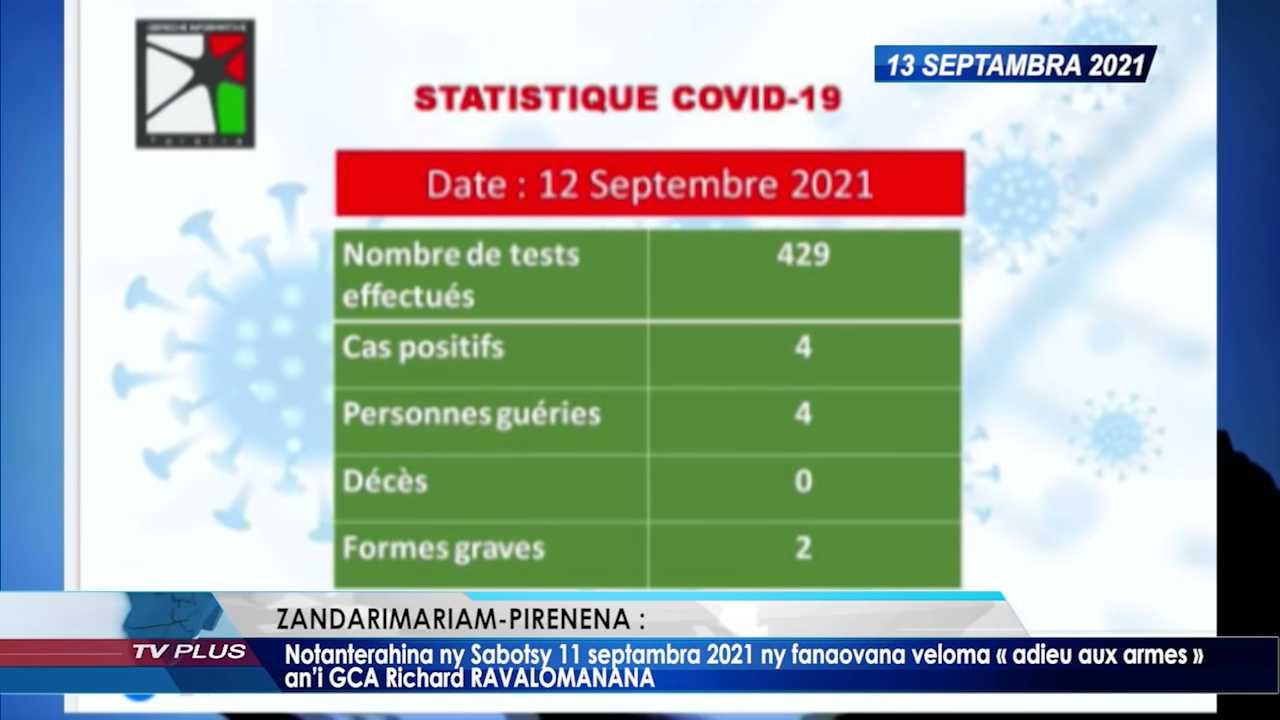 13 SEPTAMBRA 2021
STATISTIQUE COVID-19
Date : 12 Septembre 2021
Nombre de tests effectués 429
Cas positifs 4
Personnes guéries 4
Décès 0
Formes graves 2
ZANDARIMARIAM-PIRENENA :
TV PLUS
Notanterahina ny Sabotsy 11 septambra 2021 ny fanaovana veloma « adieu aux armes »
an'i GCA Richard RAVALOMANANA